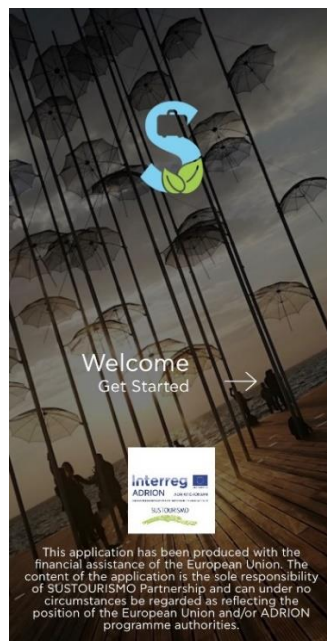 S
Welcome
Get Started
Interreg
ADRION
SUSTOURISMO
This application has been produced with the
financial assistance of the European Union. The
content of the application is the sole responsibility
of SUSTOURISMO Partnership and can under no
circumstances be regarded as reflecting the
position of the European Union and/or ADRION
programme authorities.